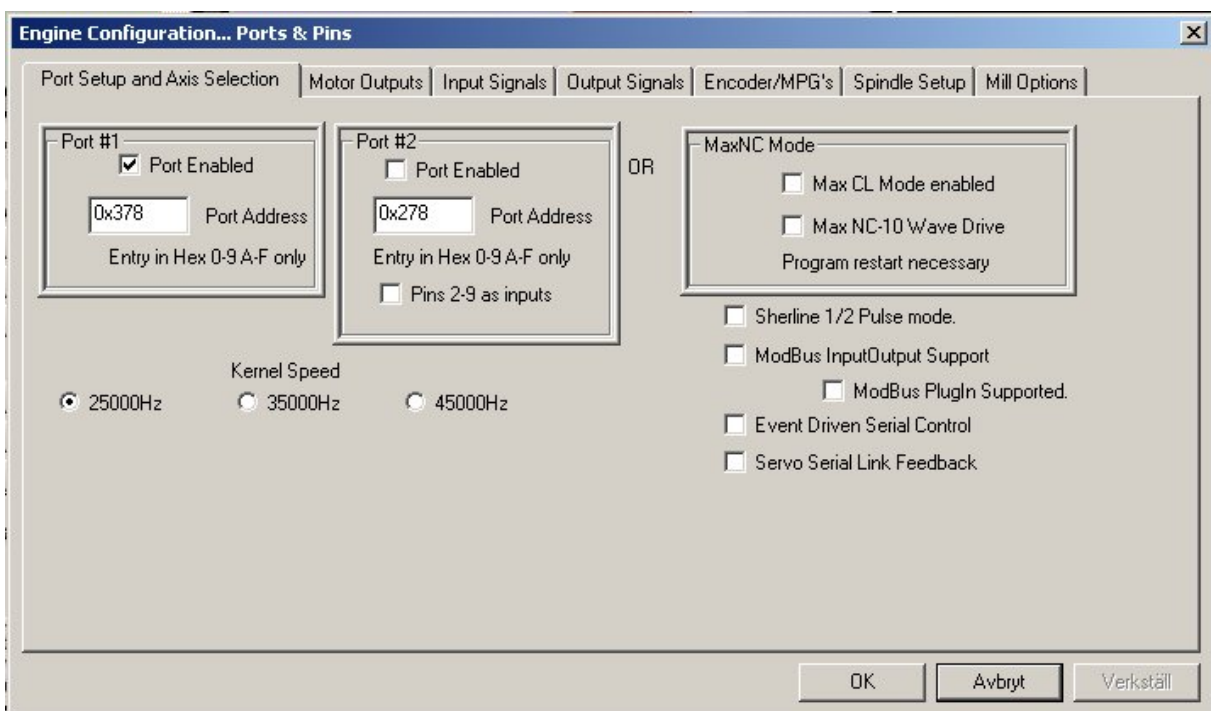 Engine Configuration... Ports & Pins
Port Setup and Axis Selection
Motor Outputs
Input Signals
Output Signals
Encoder/MPG's
Spindle Setup
Mill Options
Port #1
Port Enabled
0x378
Port Address
Entry in Hex 0-9 A-F only
Port #2
Port Enabled
0x278
Port Address
Entry in Hex 0-9 A-F only
Pins 2-9 as inputs
OR
MaxNC Mode
Max CL Mode enabled
Max NC-10 Wave Drive
Program restart necessary
Sherline 1/2 Pulse mode.
ModBus InputOutput Support
ModBus PlugIn Supported.
Event Driven Serial Control
Servo Serial Link Feedback
Kernel Speed
25000Hz
35000Hz
45000Hz
OK
Avbryt
Verkställ